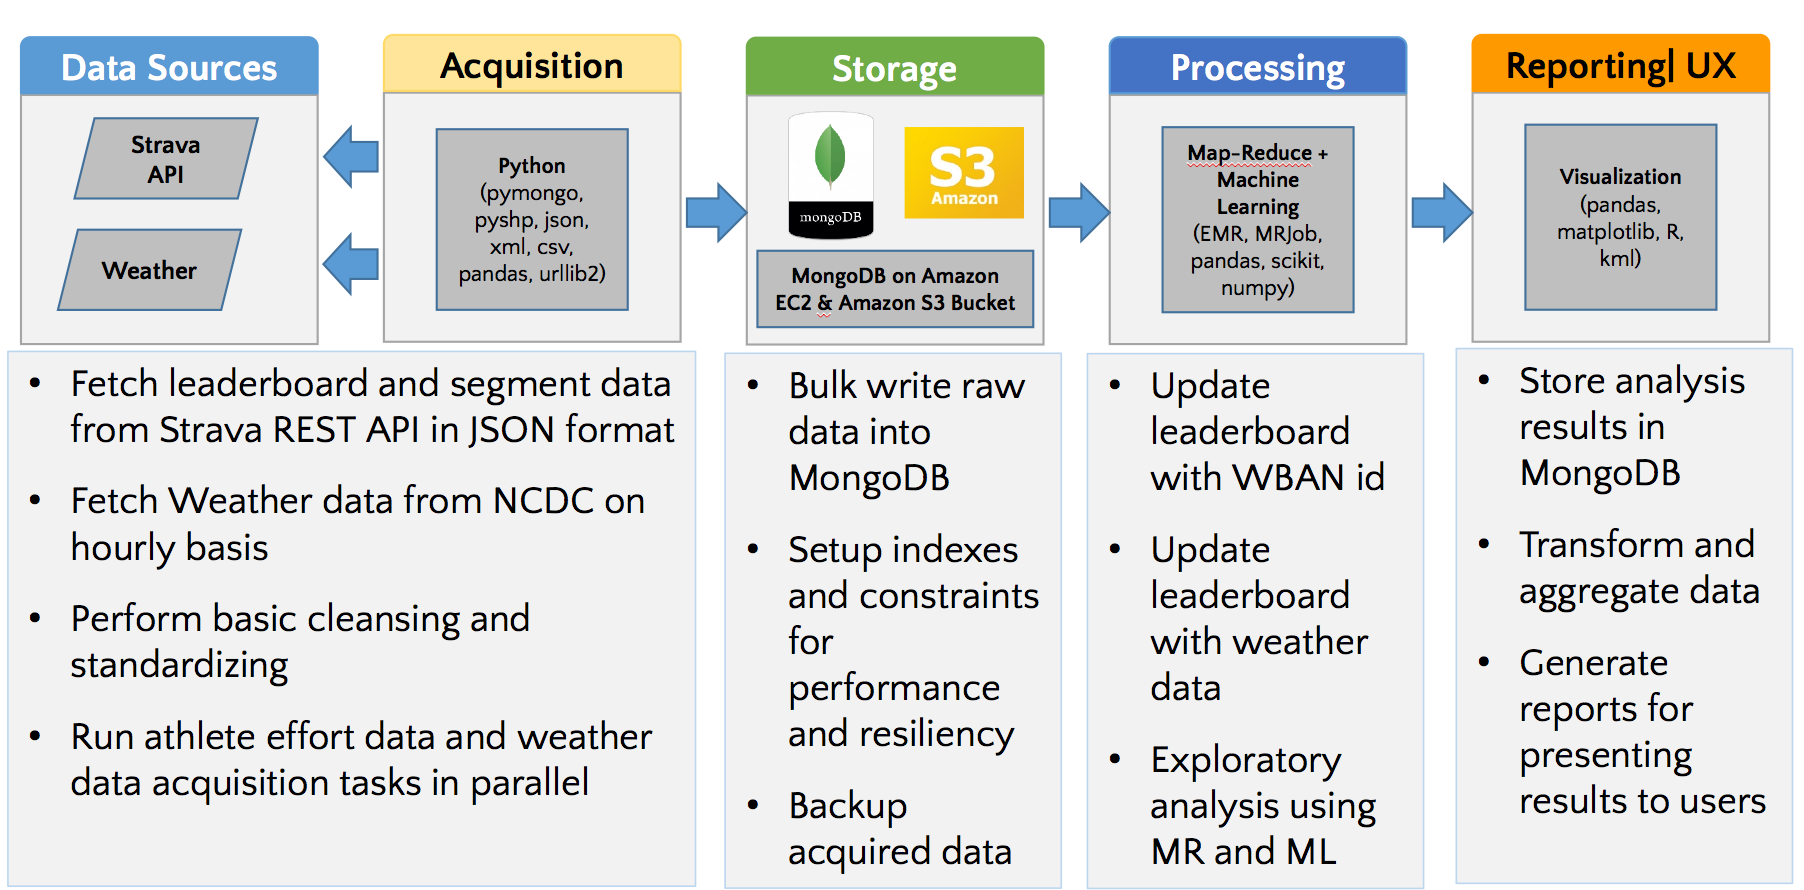 Data Sources
Strava
API
Weather
Acquisition
Python
(pymongo,
pyshp, json,
xml, csv,
pandas, urllib2)
Storage
mongoDB
S3
Amazon
MongoDB on Amazon
EC2 & Amazon S3 Bucket
Processing
Map-Reduce +
Machine
Learning
(EMR, MRJob,
pandas, scikit,
numpy)
Reporting| UX
Visualization
(pandas,
matplotlib, R,
kml)
• Fetch leaderboard and segment data
from Strava REST API in JSON format
• Fetch Weather data from NCDC on
hourly basis
• Perform basic cleansing and
standardizing
• Run athlete effort data and weather
data acquisition tasks in parallel
• Bulk write raw
data into
MongoDB
• Setup indexes
and constraints
for
performance
and resiliency
• Backup
acquired data
• Update
leaderboard
with WBAN id
• Update
leaderboard
with weather
data
• Exploratory
analysis using
MR and ML
• Store analysis
results in
MongoDB
• Transform and
aggregate data
• Generate
reports for
presenting
results to users